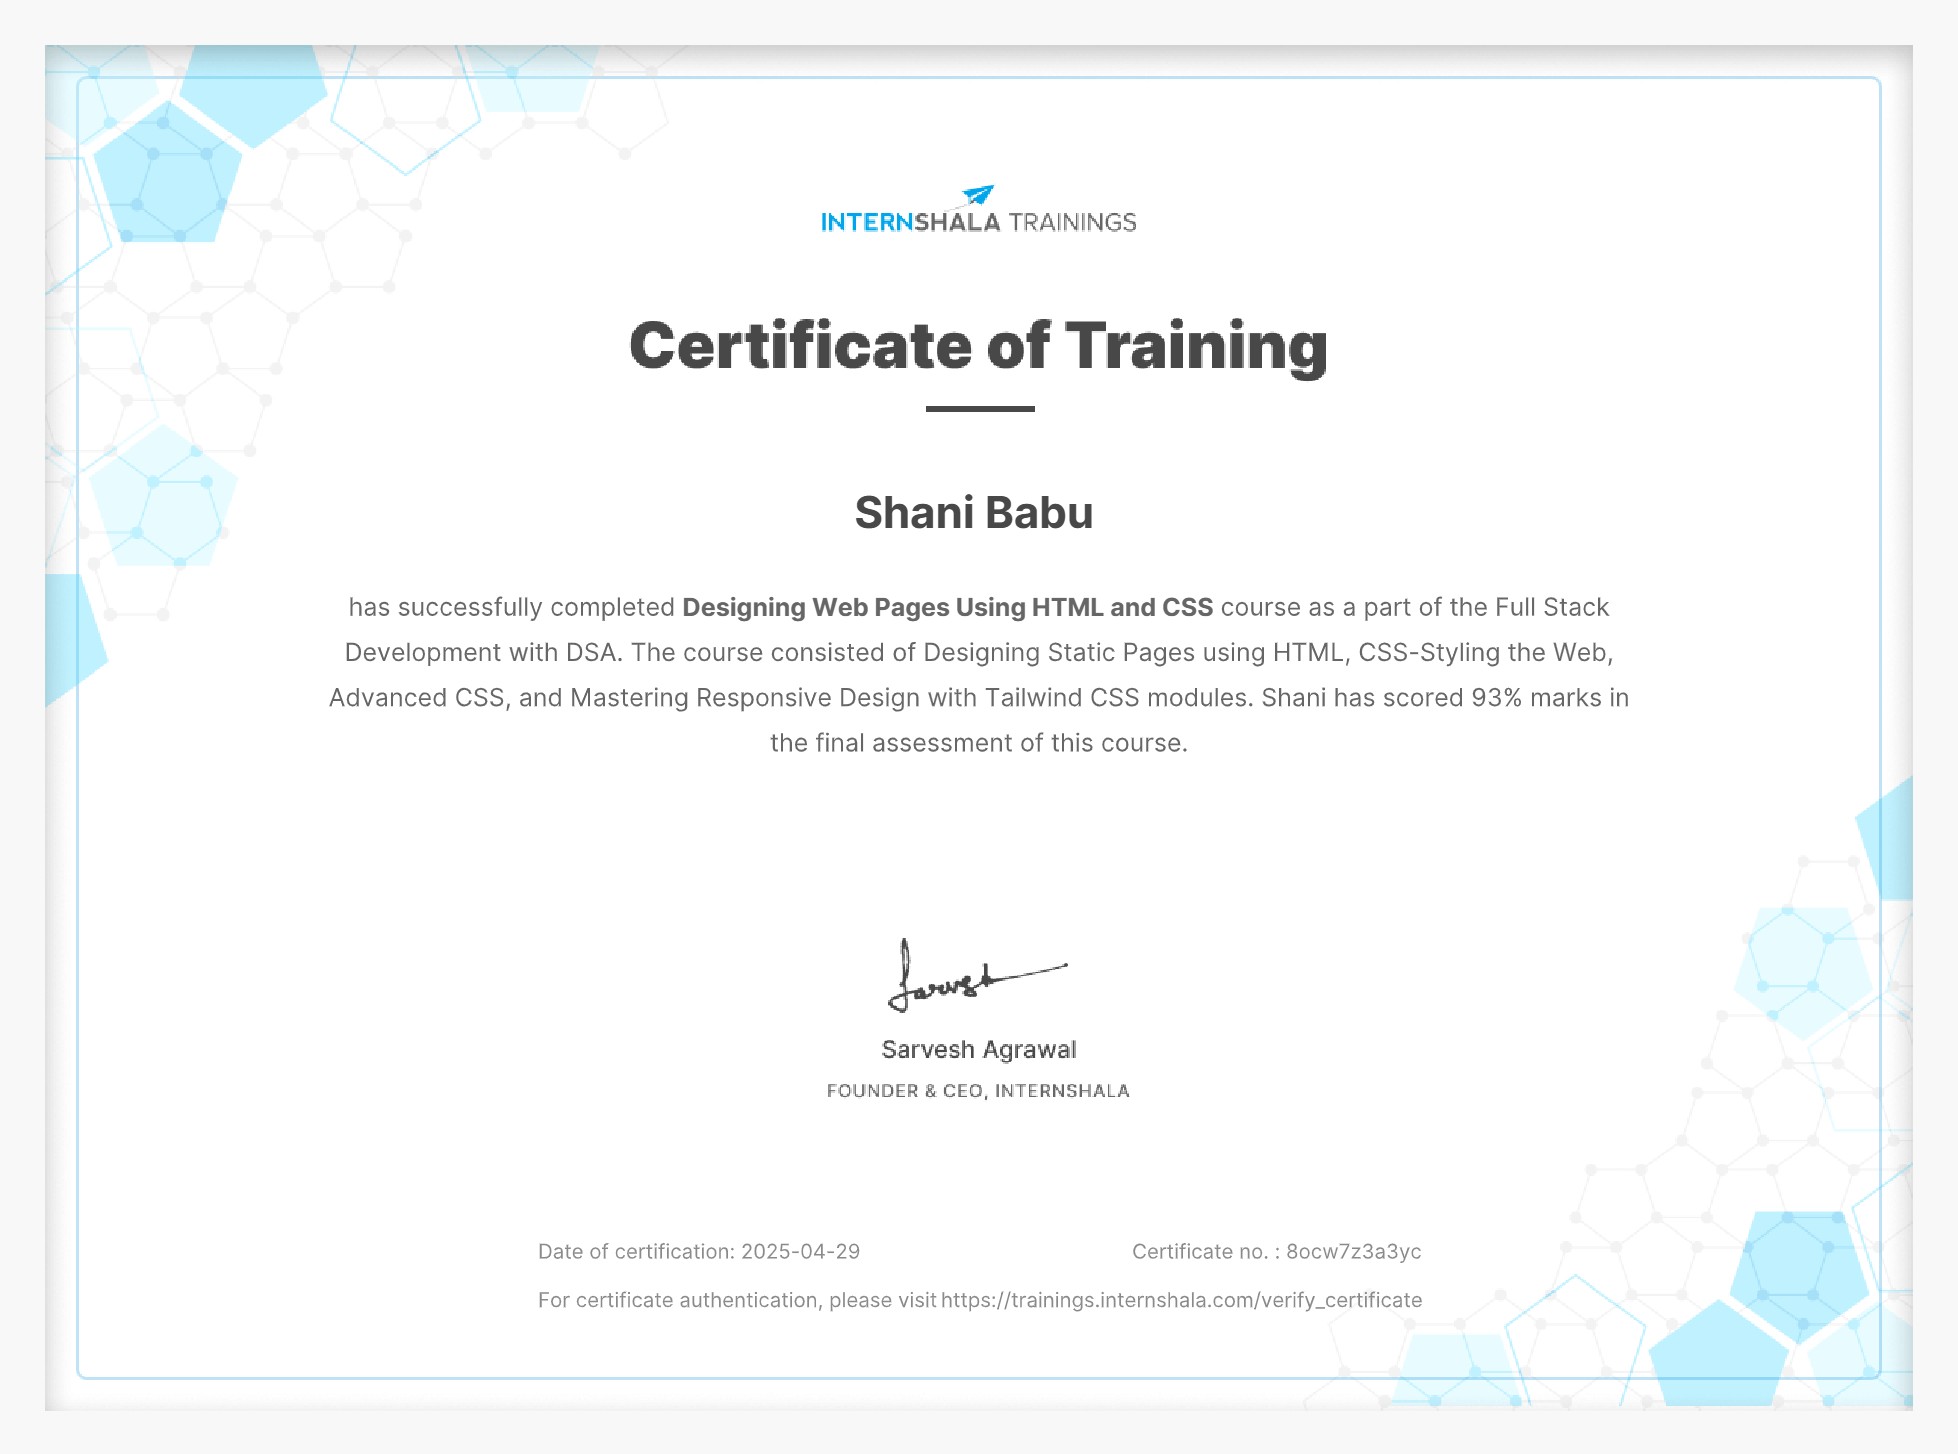 INTERNSHALA TRAININGS
Certificate of Training
Shani Babu
has successfully completed Designing Web Pages Using HTML and CSS course as a part of the Full Stack
Development with DSA. The course consisted of Designing Static Pages using HTML, CSS-Styling the Web,
Advanced CSS, and Mastering Responsive Design with Tailwind CSS modules. Shani has scored 93% marks in
the final assessment of this course.
Sarvesh
Sarvesh Agrawal
FOUNDER & CEO, INTERNSHALA
Date of certification: 2025-04-29 Certificate no. : 8ocw7z3a3yc
For certificate authentication, please visit https://trainings.internshala.com/verify_certificate